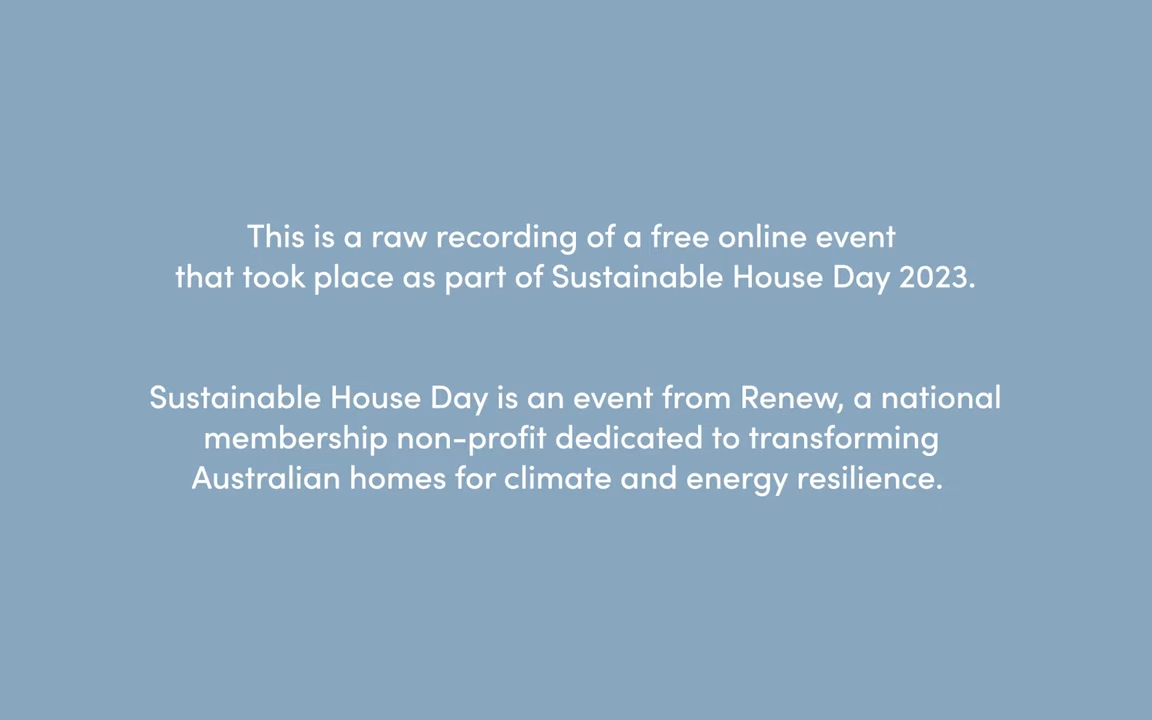 This is a raw recording of a free online event
that took place as part of Sustainable House Day 2023.
Sustainable House Day is an event from Renew, a national
membership non-profit dedicated to transforming
Australian homes for climate and energy resilience.